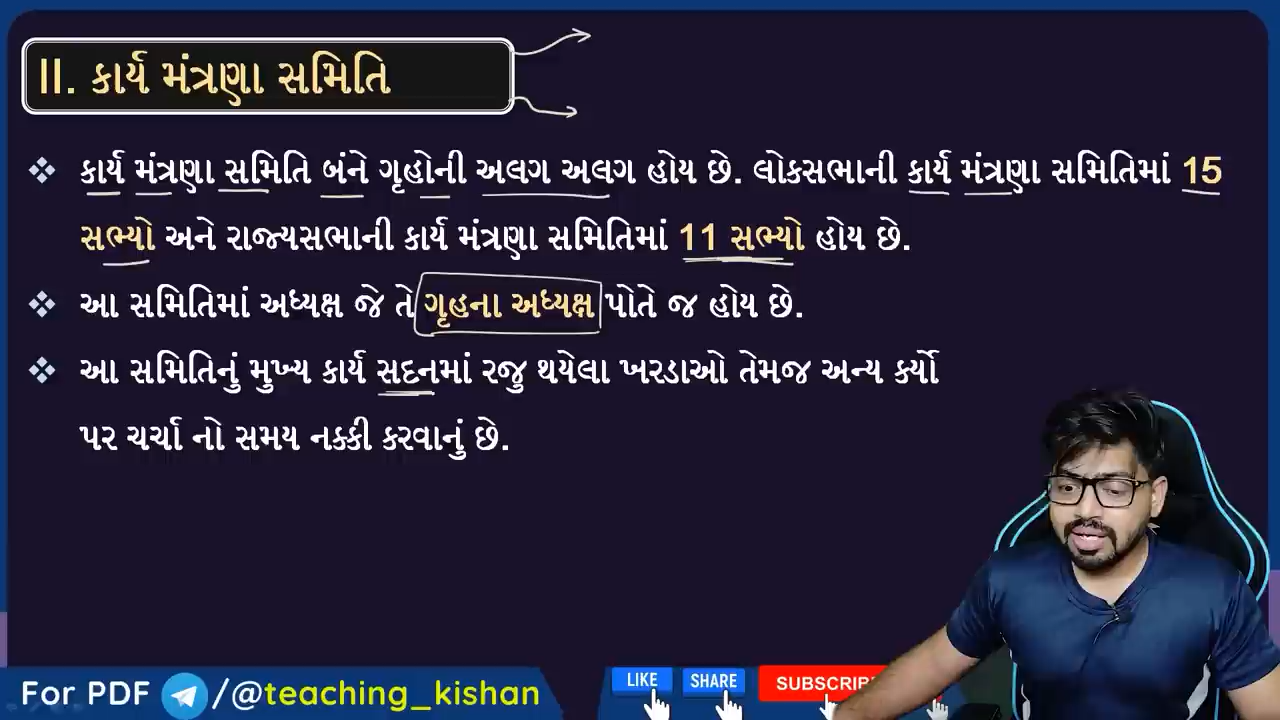 II. કાર્ય મંત્રણા સમિતિ
❖ કાર્ય મંત્રણા સમિતિ બંને ગૃહોની અલગ અલગ હોય છે. લોકસભાની કાર્ય મંત્રણા સમિતિમાં 15
સભ્યો અને રાજ્યસભાની કાર્ય મંત્રણા સમિતિમાં 11 સભ્યો હોય છે.
❖ આ સમિતિમાં અધ્યક્ષ જે તે ગૃહના અધ્યક્ષ પોતે જ હોય છે.
❖ આ સમિતિનું મુખ્ય કાર્ય સદનમાં રજુ થયેલા ખરડાઓ તેમજ અન્ય કર્યો
પર ચર્ચા નો સમય નક્કી કરવાનું છે.
For PDF /@teaching_kishan LIKE SHARE